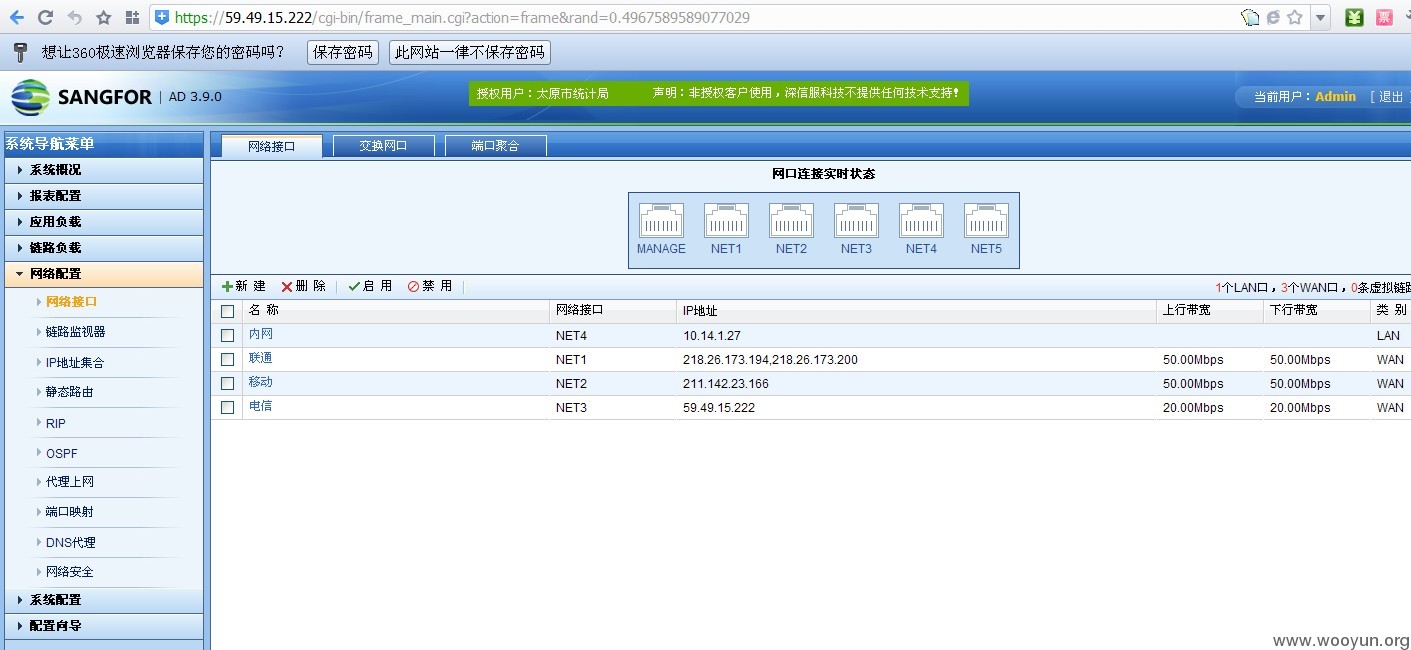 https://59.49.15.222/cgi-bin/frame_main.cgi?action=frame&rand=0.4967589589077029
想让360极速浏览器保存您的密码吗? 保存密码 此网站一律不保存密码
SANGFOR | AD 3.9.0 授权用户：太原市统计局 声明：非授权客户使用，深信服科技不提供任何技术支持! 当前用户：Admin [ 退出
系统导航菜单
系统概况
报表配置
应用负载
链路负载
网络配置
网络接口
链路监视器
IP地址集合
静态路由
RIP
OSPF
代理上网
端口映射
DNS代理
网络安全
系统配置
配置向导
网络接口 交换网口 端口聚合
网口连接实时状态
MANAGE NET1 NET2 NET3 NET4 NET5
新 建 删 除 启 用 禁 用 1个LAN口，3个WAN口，0条虚拟链路
名 称 网络接口 IP地址 上行带宽 下行带宽 类 别
内网 NET4 10.14.1.27 LAN
联通 NET1 218.26.173.194,218.26.173.200 50.00Mbps 50.00Mbps WAN
移动 NET2 211.142.23.166 50.00Mbps 50.00Mbps WAN
电信 NET3 59.49.15.222 20.00Mbps 20.00Mbps WAN
www.wooyun.org